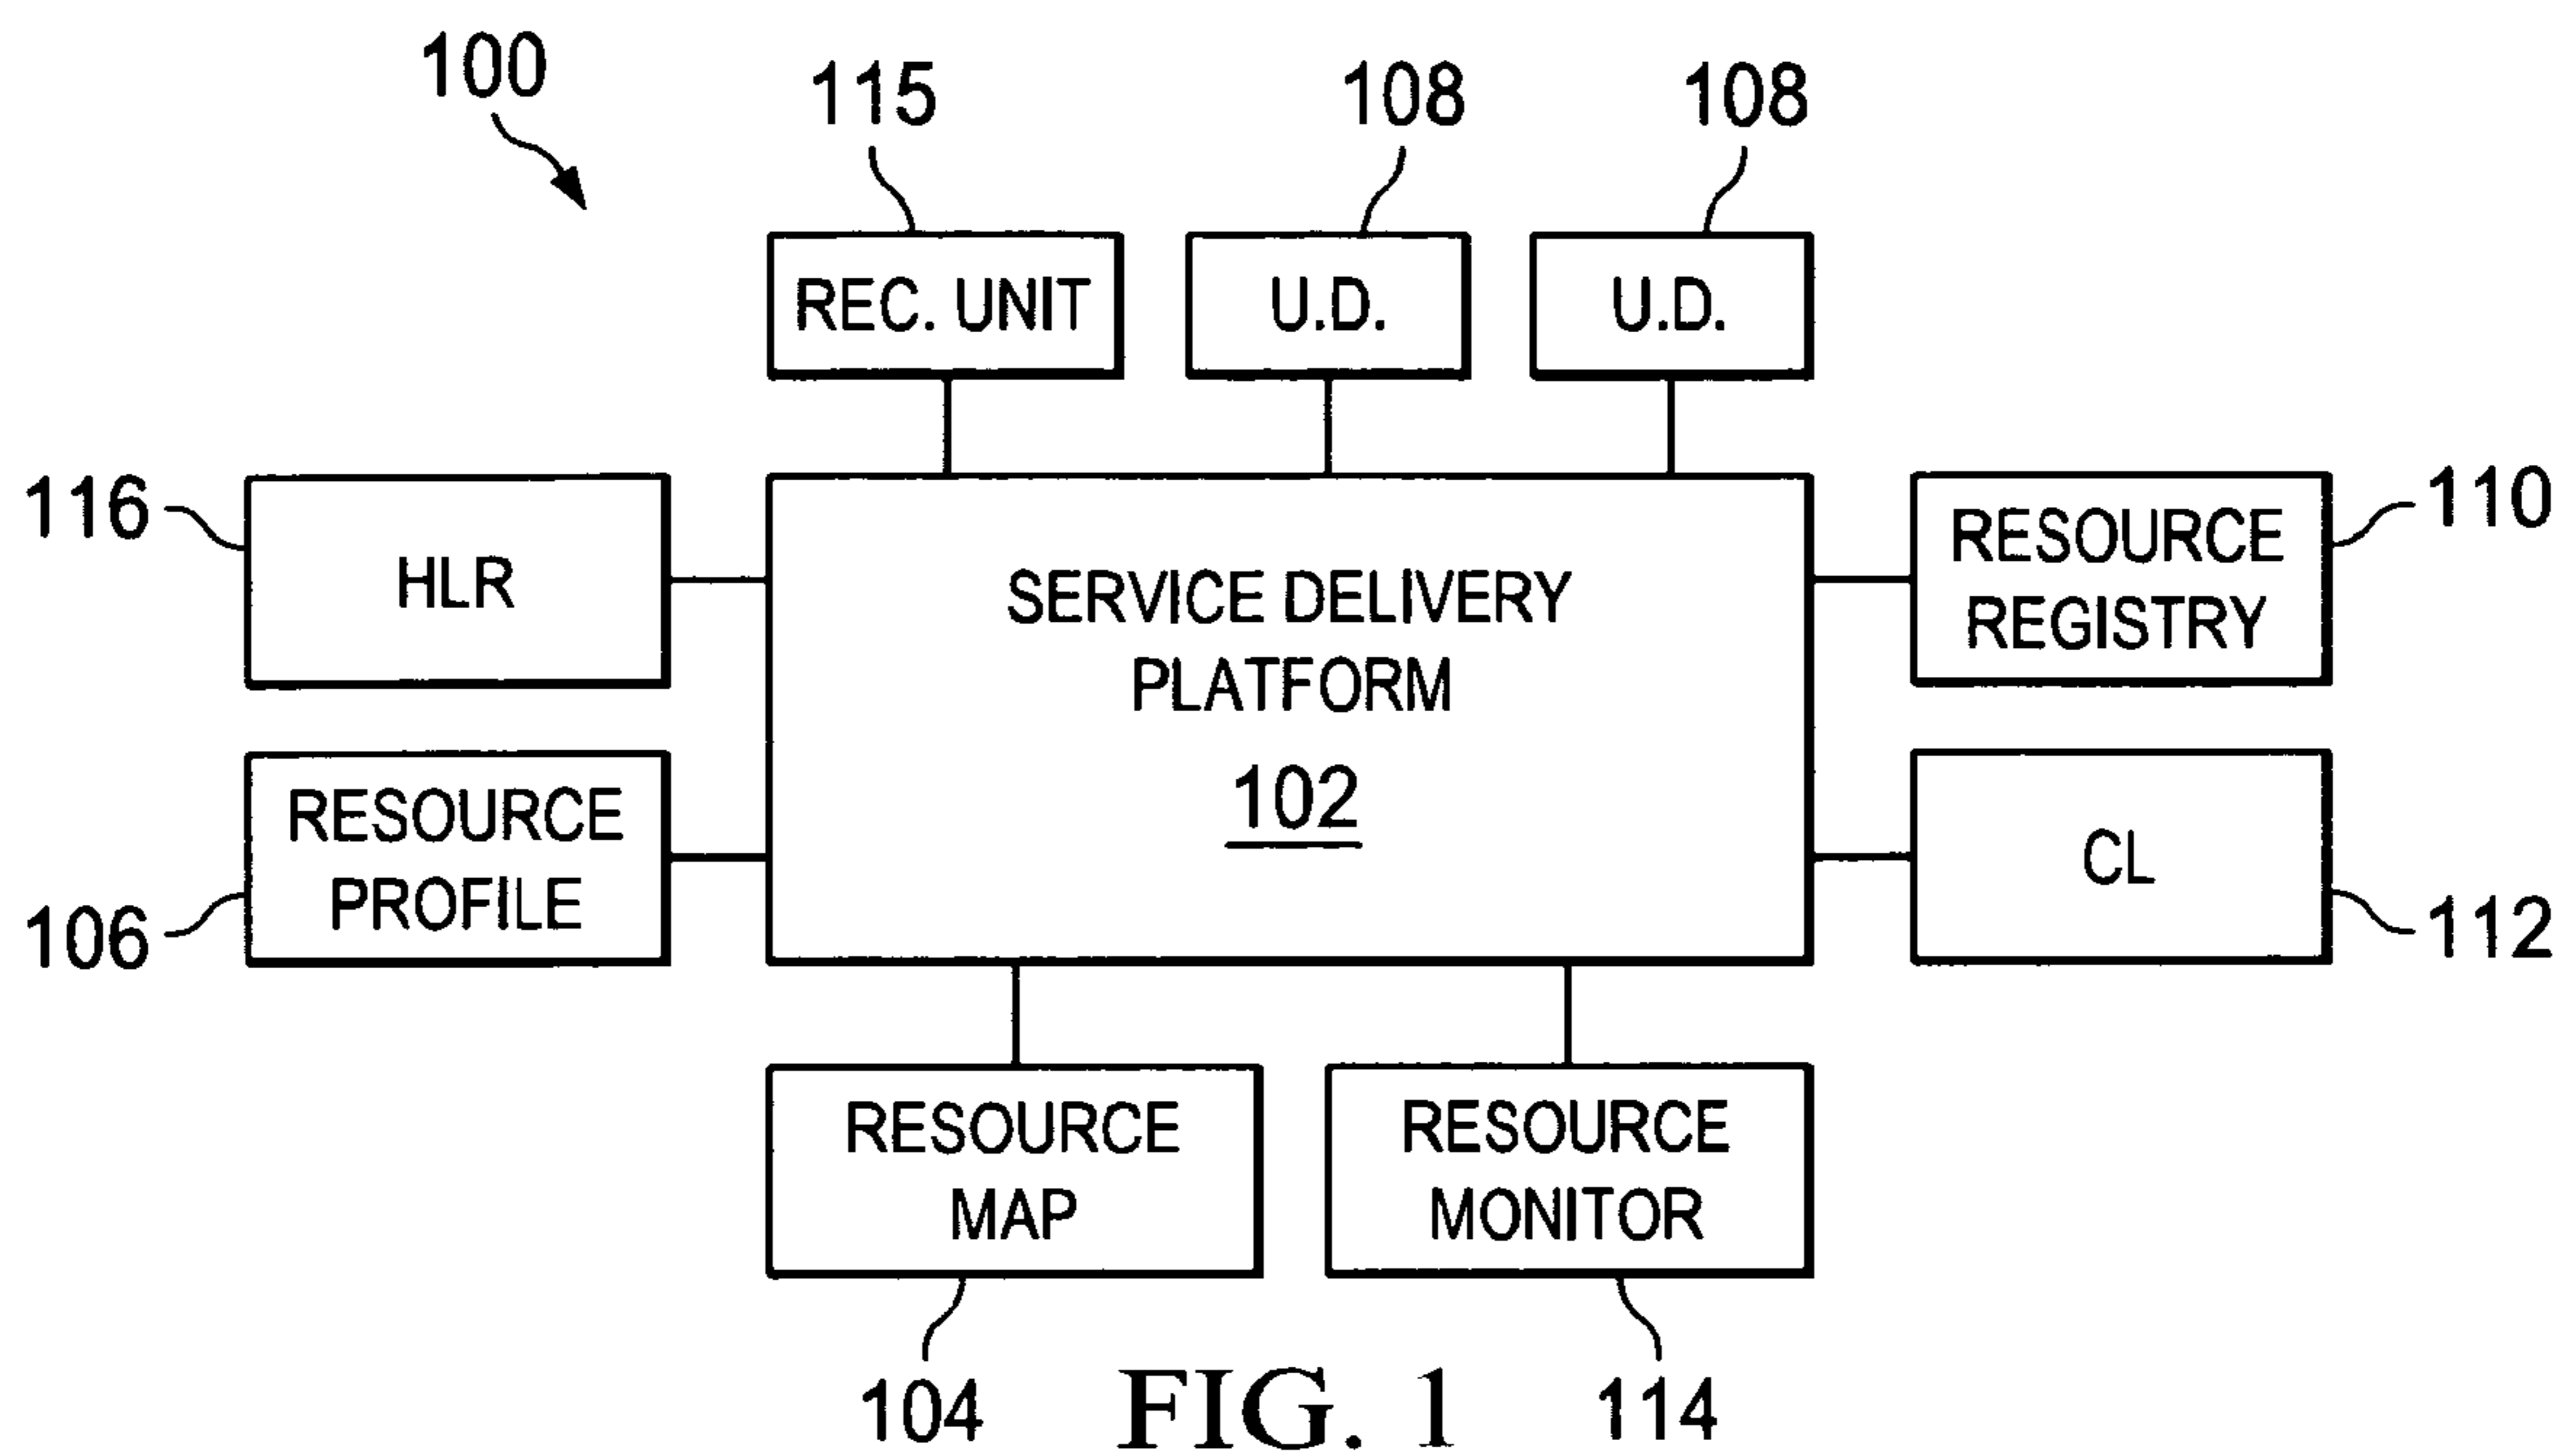 100
115
108
108
REC. UNIT
U.D.
U.D.
116
HLR
SERVICE DELIVERY
PLATFORM
102
RESOURCE
REGISTRY
110
RESOURCE
PROFILE
106
CL
112
RESOURCE
MAP
RESOURCE
MONITOR
104
114
FIG. 1